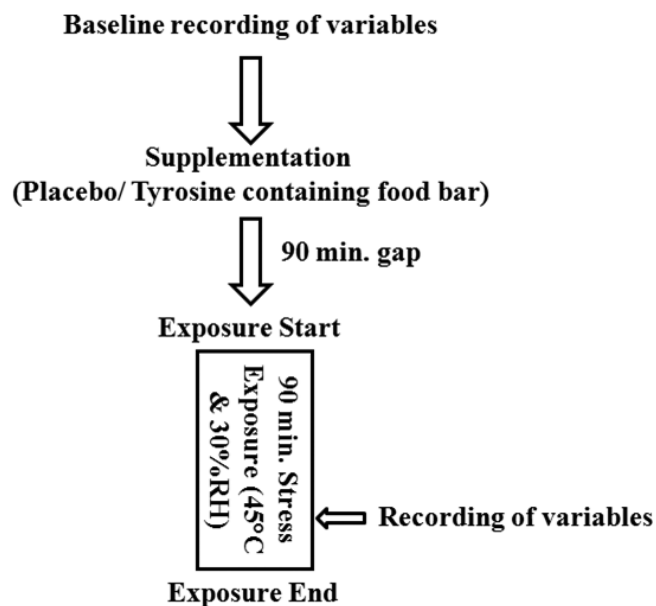 Baseline recording of variables
Supplementation
(Placebo/ Tyrosine containing food bar)
90 min. gap
Exposure Start
90 min. Stress
Exposure (45°C
& 30%RH)
Recording of variables
Exposure End